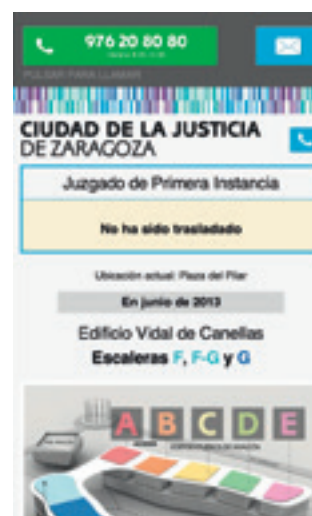 976 20 80 80
PULSAR PARA LLAMAR
CIUDAD DE LA JUSTICIA
DE ZARAGOZA
Juzgado de Primera Instancia
No ha sido trasladado
Ubicación actual: Plaza del Pilar
En junio de 2013
Edificio Vidal de Canellas
Escaleras F, F-G y G
A B C D E